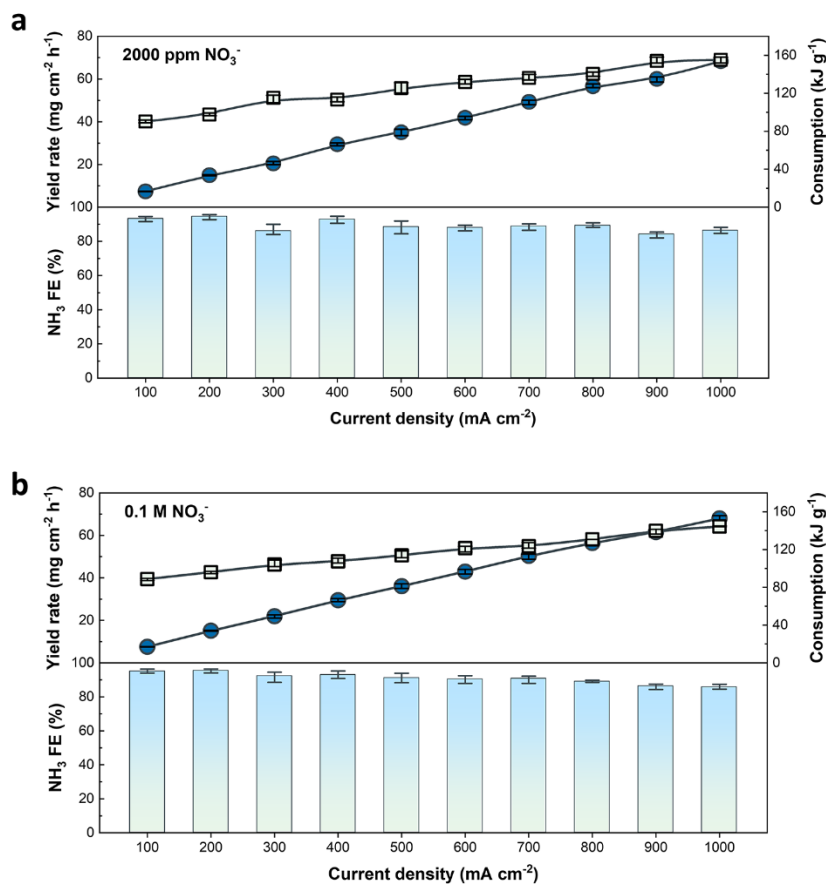 a
2000 ppm NO₃⁻
Yield rate (mg cm⁻² h⁻¹)
80
60
40
20
160
120
80
40
0
Consumption (kJ g⁻¹)
NH₃ FE (%)
100
80
60
40
20
0
100 200 300 400 500 600 700 800 900 1000
Current density (mA cm⁻²)
b
0.1 M NO₃⁻
Yield rate (mg cm⁻² h⁻¹)
80
60
40
20
160
120
80
40
0
Consumption (kJ g⁻¹)
NH₃ FE (%)
100
80
60
40
20
0
100 200 300 400 500 600 700 800 900 1000
Current density (mA cm⁻²)